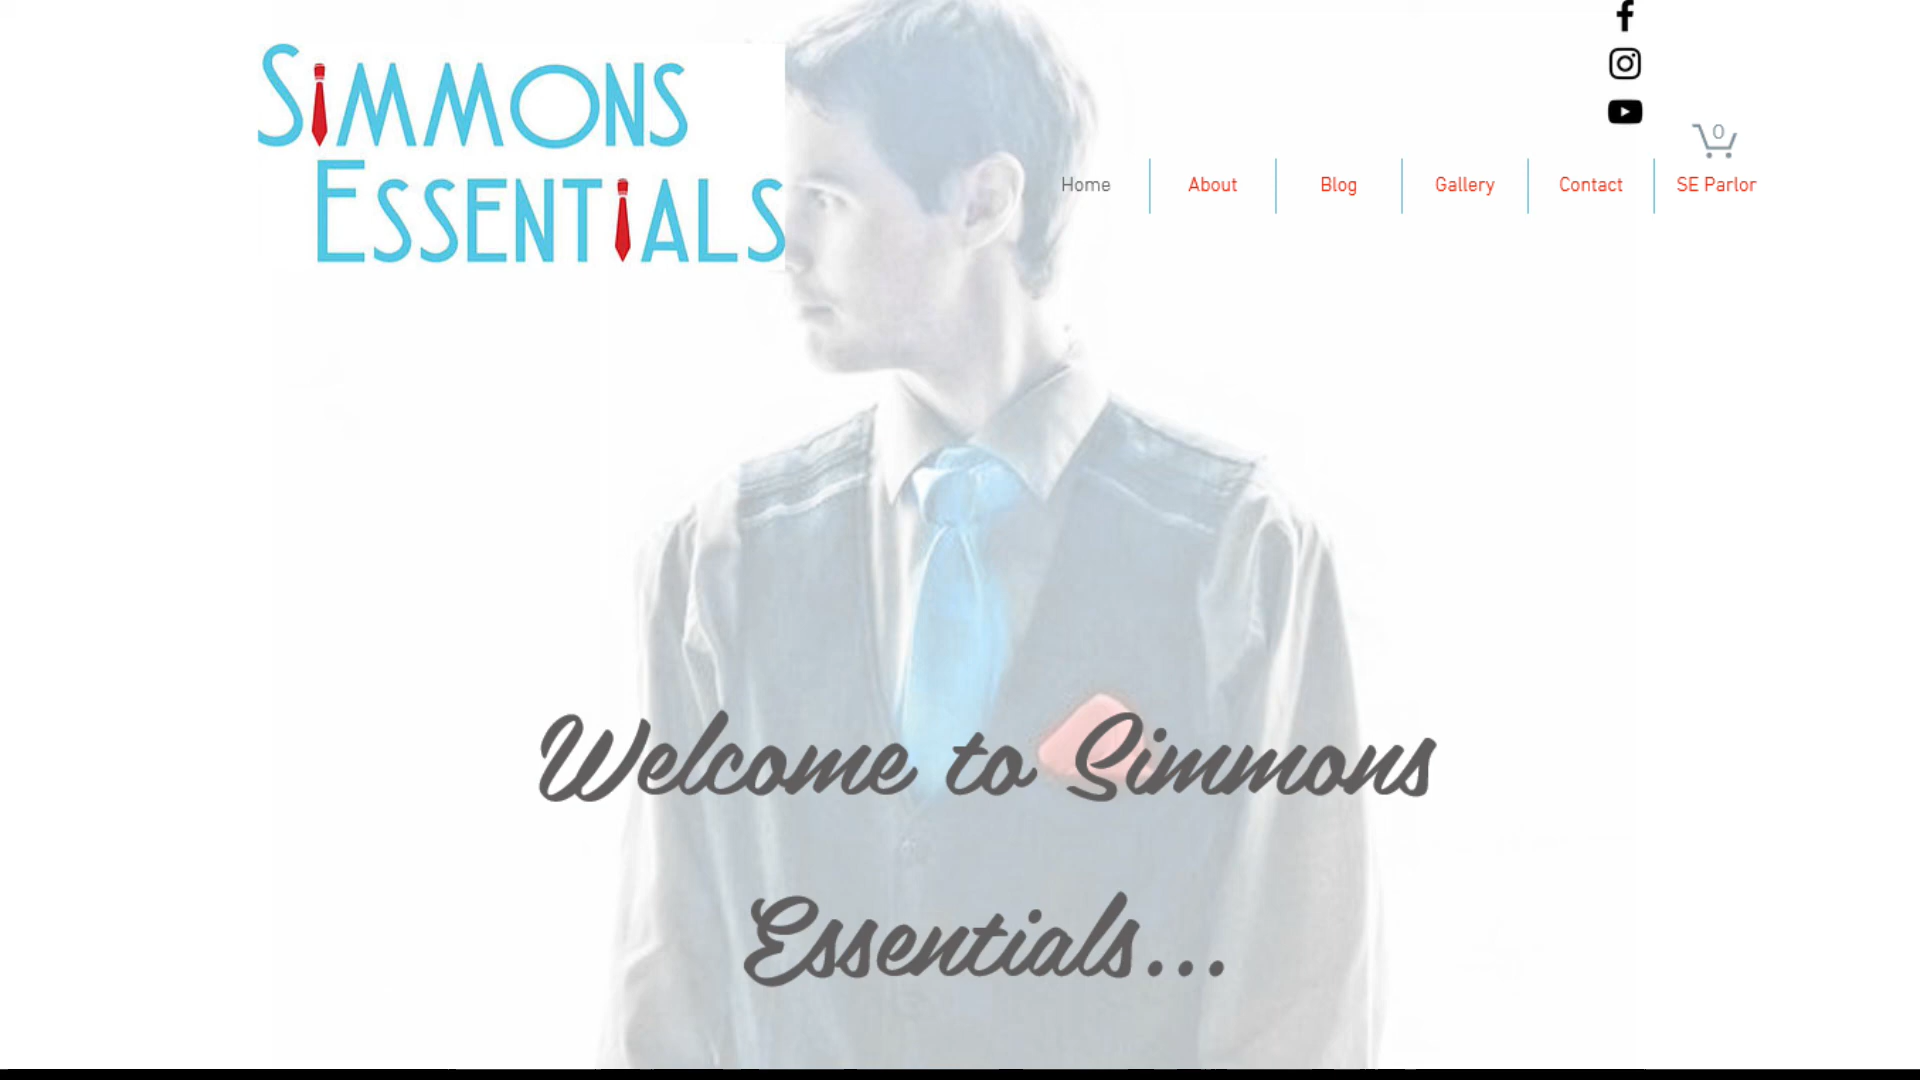 SiMMONS
ESSENTiALS
0
Home
About
Blog
Gallery
Contact
SE Parlor
Welcome to Simmons
Essentials...